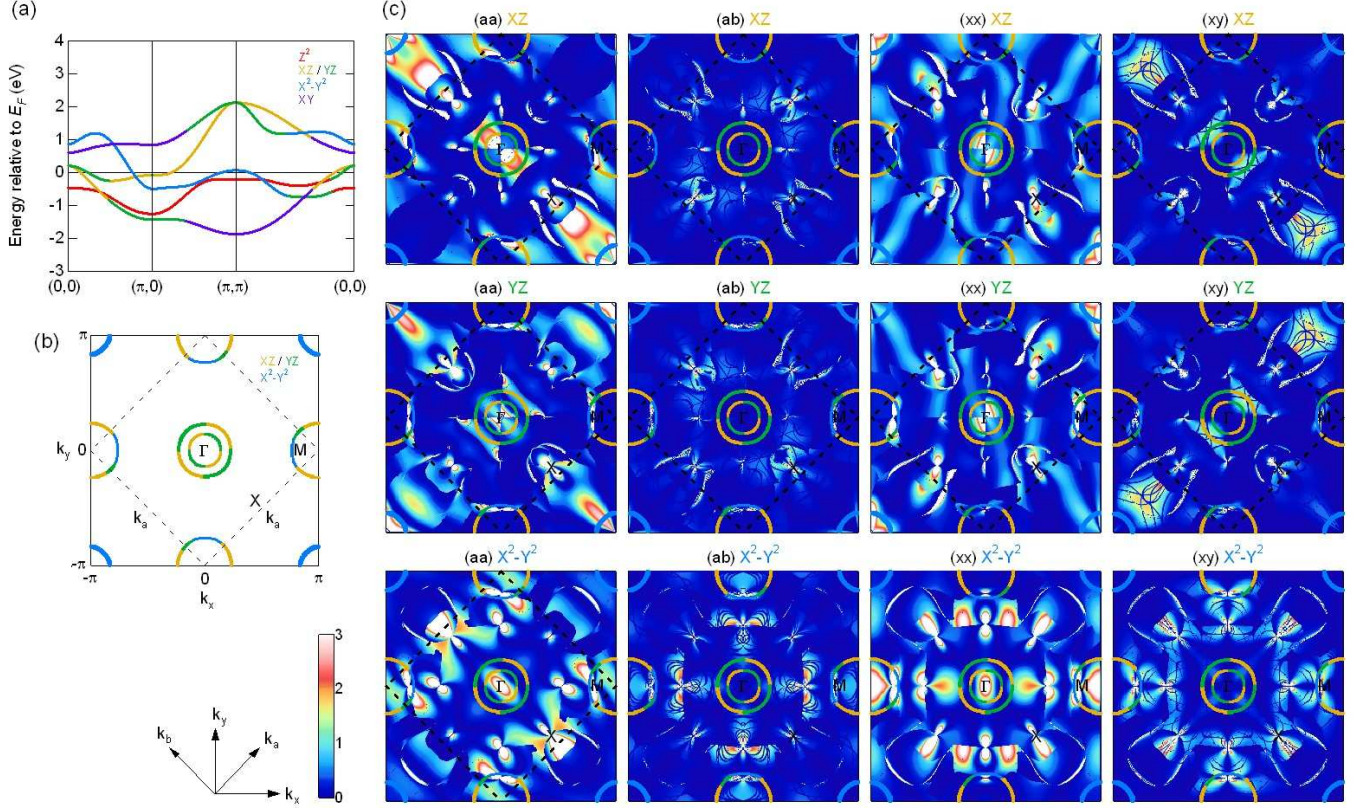 (a)
Energy relative to E_F (eV)
4
3
2
1
0
-1
-2
-3
Z²
XZ / YZ
X²-Y²
XY
(0,0)
(π,0)
(π,π)
(0,0)
(b)
π
0
-π
k_y
XZ / YZ
X²-Y²
Γ
M
X
k_a
k_a
-π
0
π
k_x
3
2
1
0
k_b
k_y
k_a
k_x
(c)
(aa) XZ
(ab) XZ
(xx) XZ
(xy) XZ
Γ
M
X
Γ
M
X
Γ
M
X
Γ
M
X
(aa) YZ
(ab) YZ
(xx) YZ
(xy) YZ
Γ
M
X
Γ
M
X
Γ
M
X
Γ
M
X
(aa) X²-Y²
(ab) X²-Y²
(xx) X²-Y²
(xy) X²-Y²
Γ
M
X
Γ
M
X
Γ
M
X
Γ
M
X